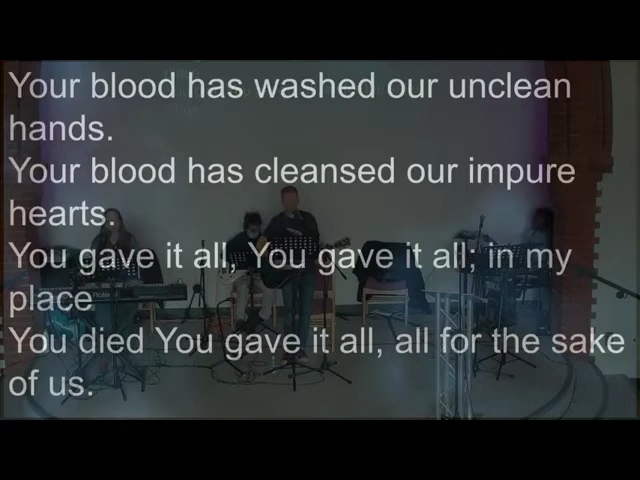 Your blood has washed our unclean
hands.
Your blood has cleansed our impure
hearts.
You gave it all, You gave it all; in my
place
You died You gave it all, all for the sake
of us.